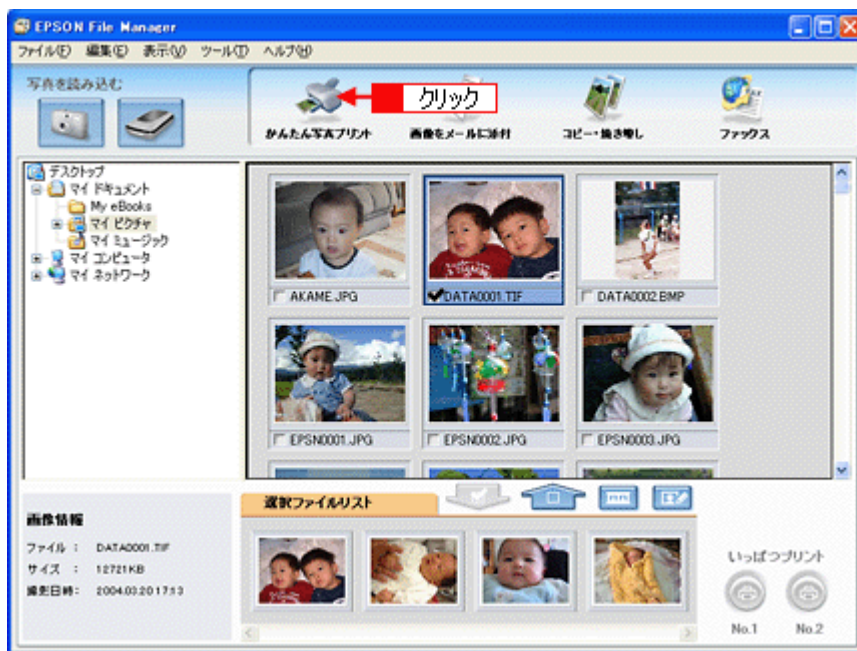 EPSON File Manager
ファイル(F) 編集(E) 表示(V) ツール(T) ヘルプ(H)
写真を読み込む
クリック
かんたん写真プリント 画像をメールに添付 コピー・焼き増し ファックス
デスクトップ
マイ ドキュメント
My eBooks
マイ ピクチャ
マイ ミュージック
マイ コンピュータ
マイ ネットワーク
AKAME.JPG DATA0001.TIF DATA0002.BMP
EPSN0001.JPG EPSN0002.JPG EPSN0003.JPG
選択ファイルリスト
画像情報
ファイル : DATA0001.TIF
サイズ : 12721KB
撮影日時: 2004.03.20 17:13
いっぱつプリント
No.1 No.2